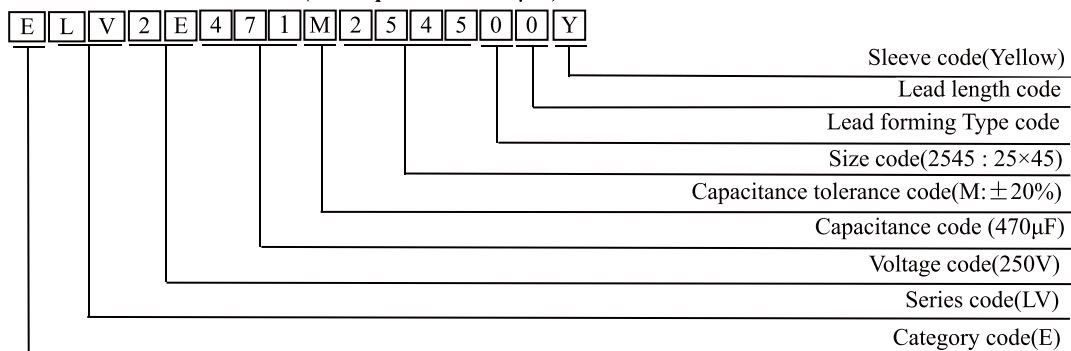 E L V 2 E 4 7 1 M 2 5 4 5 0 0 Y
Sleeve code(Yellow)
Lead length code
Lead forming Type code
Size code(2545 : 25×45)
Capacitance tolerance code(M:±20%)
Capacitance code (470μF)
Voltage code(250V)
Series code(LV)
Category code(E)